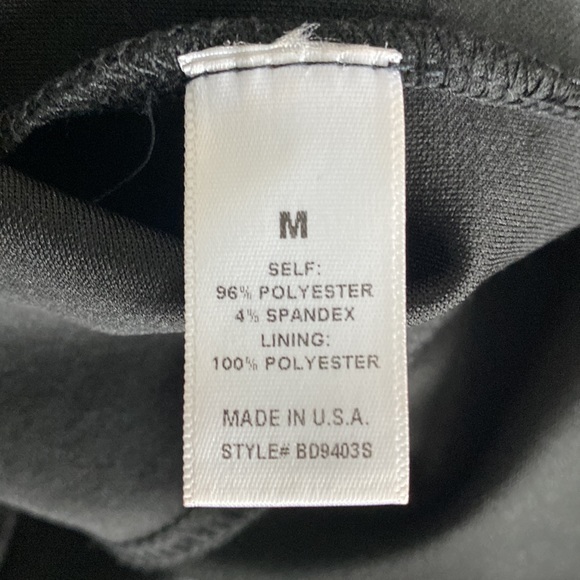 M
SELF:
96% POLYESTER
4% SPANDEX
LINING:
100% POLYESTER
MADE IN U.S.A.
STYLE# BD9403S